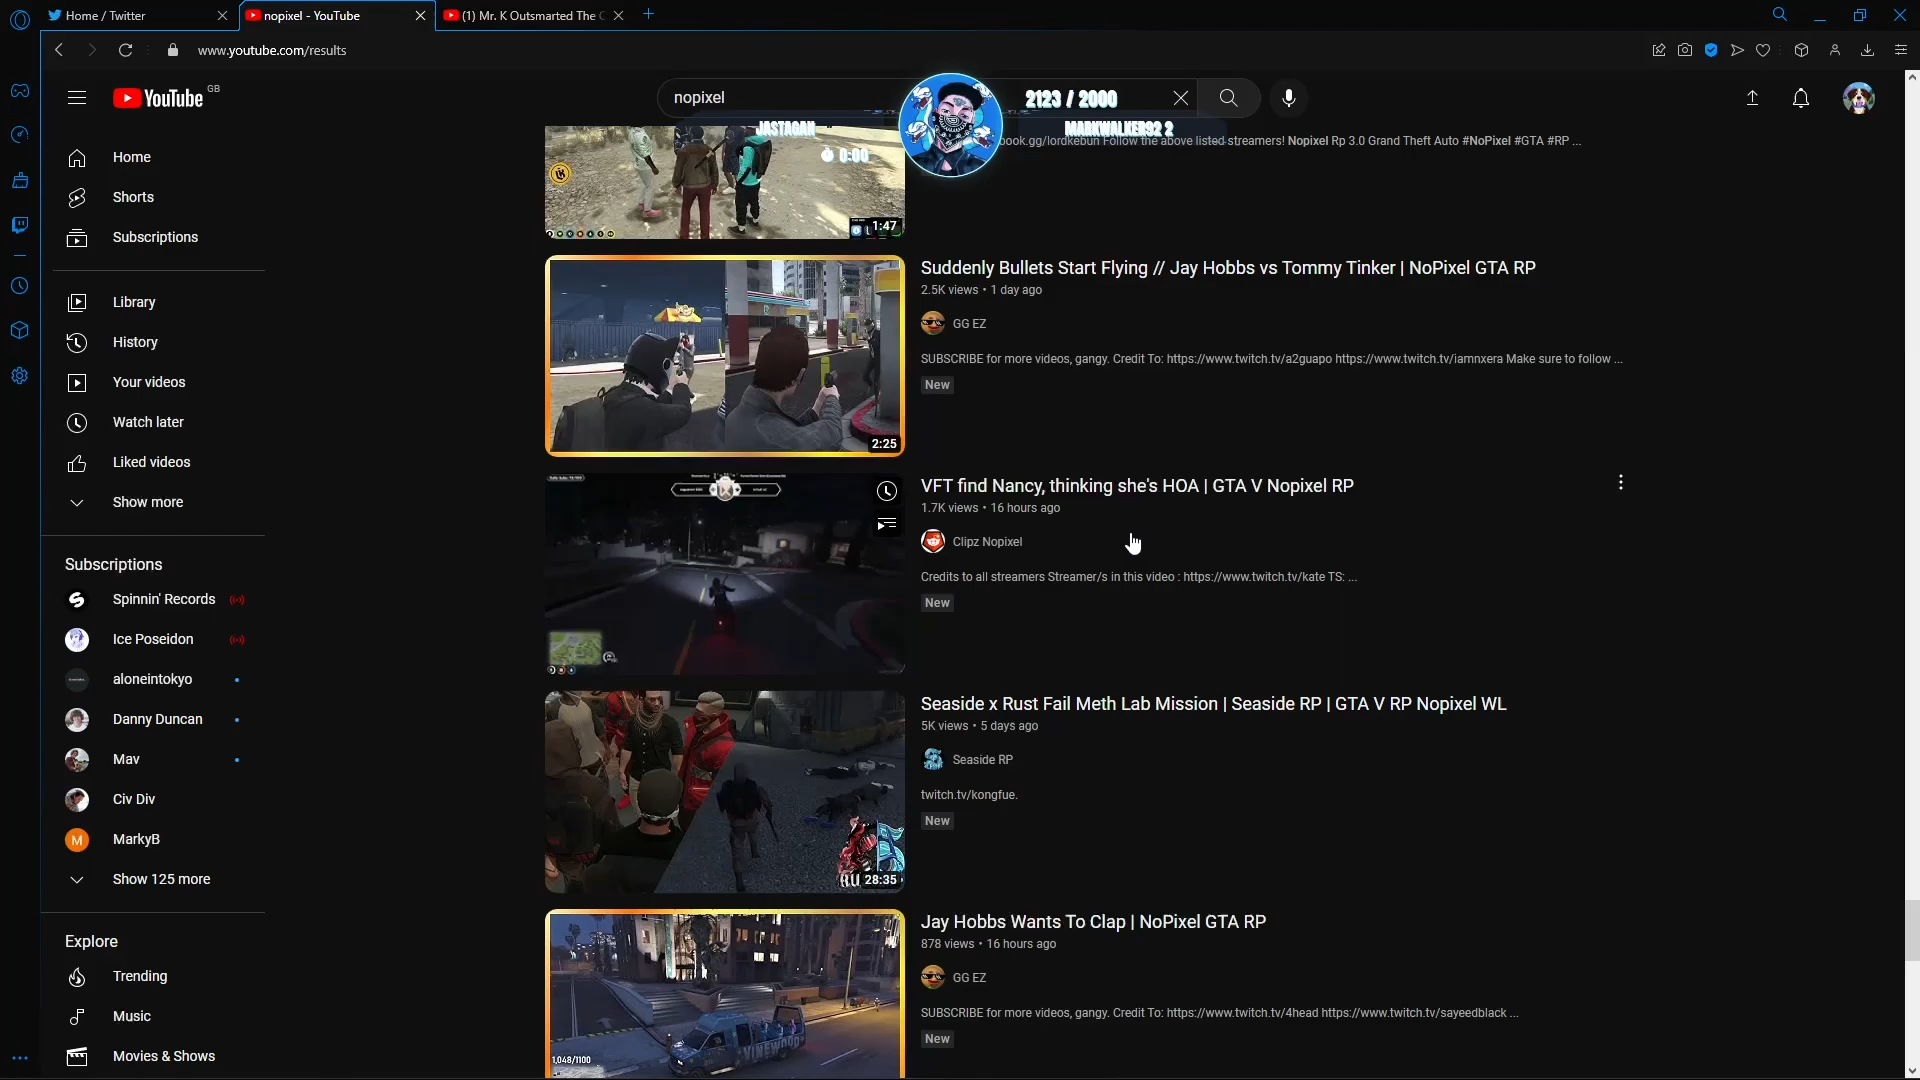 Home / Twitter
nopixel - YouTube
(1) Mr. K Outsmarted The C
www.youtube.com/results
YouTube GB
nopixel
2123 / 2000
JASTAGAN
MARKWALKER92 2
0:00
book.gg/lordkebun Follow the above listed streamers! Nopixel Rp 3.0 Grand Theft Auto #NoPixel #GTA #RP ...
1:47
Home
Shorts
Subscriptions
Library
History
Your videos
Watch later
Liked videos
Show more
Subscriptions
Spinnin' Records
Ice Poseidon
aloneintokyo
Danny Duncan
Mav
Civ Div
M
MarkyB
Show 125 more
Explore
Trending
Music
Movies & Shows
Suddenly Bullets Start Flying // Jay Hobbs vs Tommy Tinker | NoPixel GTA RP
2.5K views • 1 day ago
GG EZ
SUBSCRIBE for more videos, gangy. Credit To: https://www.twitch.tv/a2guapo https://www.twitch.tv/iamnxera Make sure to follow ...
New
2:25
VFT find Nancy, thinking she's HOA | GTA V Nopixel RP
1.7K views • 16 hours ago
Clipz Nopixel
Credits to all streamers Streamer/s in this video : https://www.twitch.tv/kate TS: ...
New
Seaside x Rust Fail Meth Lab Mission | Seaside RP | GTA V RP Nopixel WL
5K views • 5 days ago
Seaside RP
twitch.tv/kongfue.
New
28:35
Jay Hobbs Wants To Clap | NoPixel GTA RP
878 views • 16 hours ago
GG EZ
SUBSCRIBE for more videos, gangy. Credit To: https://www.twitch.tv/4head https://www.twitch.tv/sayeedblack ...
New
1,048/1100
VINEWOOD